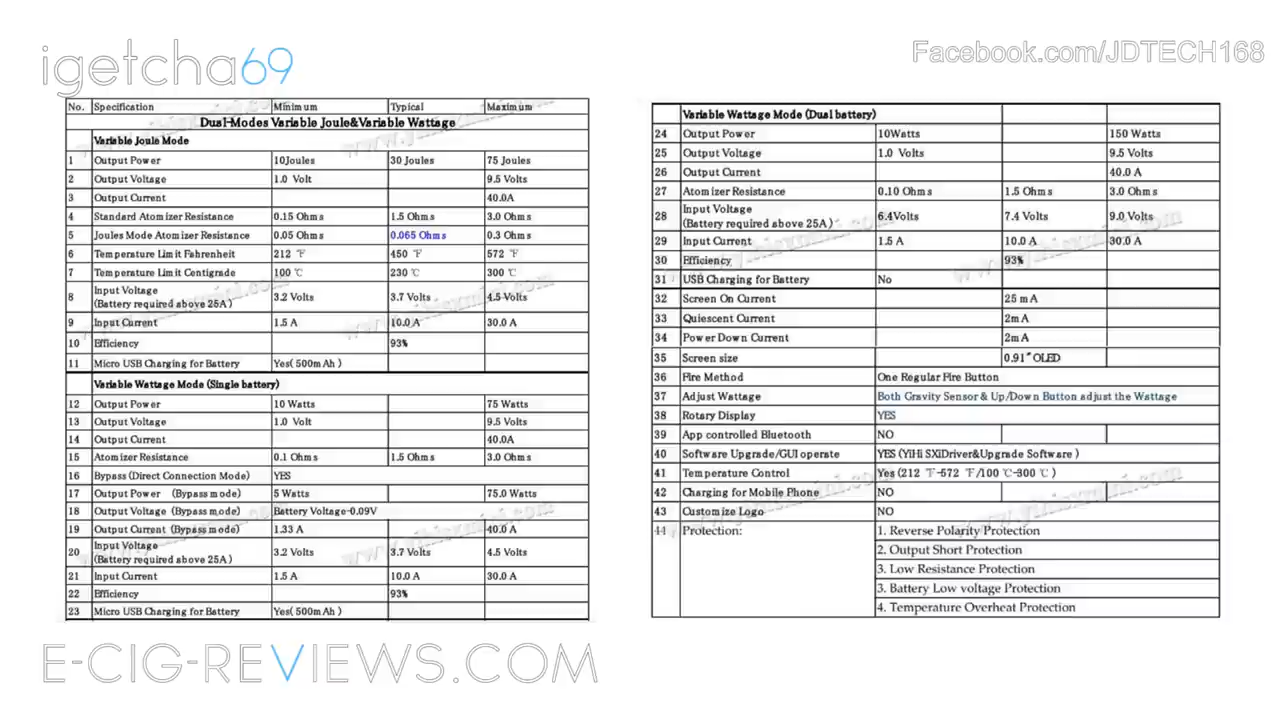 igetcha69
Facebook.com/JDTECH168
No. Specification Minimum Typical Maximum
Dual-Modes Variable Joule&Variable Wattage
Variable Joule Mode
1 Output Power 10Joules 30 Joules 75 Joules
2 Output Voltage 1.0 Volt 9.5 Volts
3 Output Current 40.0A
4 Standard Atomizer Resistance 0.15 Ohms 1.5 Ohms 3.0 Ohms
5 Joules Mode Atomizer Resistance 0.05 Ohms 0.065 Ohms 0.3 Ohms
6 Temperature Limit Fahrenheit 212 ℉ 450 ℉ 572 ℉
7 Temperature Limit Centigrade 100 ℃ 230 ℃ 300 ℃
8 Input Voltage
(Battery required above 25A) 3.2 Volts 3.7 Volts 4.5 Volts
9 Input Current 1.5 A 10.0 A 30.0 A
10 Efficiency 93%
11 Micro USB Charging for Battery Yes( 500mAh )
Variable Wattage Mode (Single battery)
12 Output Power 10 Watts 75 Watts
13 Output Voltage 1.0 Volt 9.5 Volts
14 Output Current 40.0A
15 Atomizer Resistance 0.1 Ohms 1.5 Ohms 3.0 Ohms
16 Bypass (Direct Connection Mode) YES
17 Output Power (Bypass mode) 5 Watts 75.0 Watts
18 Output Voltage (Bypass mode) Battery Voltage-0.09V
19 Output Current (Bypass mode) 1.33 A 40.0 A
20 Input Voltage
(Battery required above 25A) 3.2 Volts 3.7 Volts 4.5 Volts
21 Input Current 1.5 A 10.0 A 30.0 A
22 Efficiency 93%
23 Micro USB Charging for Battery Yes( 500mAh )
Variable Wattage Mode (Dual battery)
24 Output Power 10Watts 150 Watts
25 Output Voltage 1.0 Volts 9.5 Volts
26 Output Current 40.0 A
27 Atomizer Resistance 0.10 Ohms 1.5 Ohms 3.0 Ohms
28 Input Voltage
(Battery required above 25A) 6.4Volts 7.4 Volts 9.0 Volts
29 Input Current 1.5 A 10.0 A 30.0 A
30 Efficiency 93%
31 USB Charging for Battery No
32 Screen On Current 25 mA
33 Quiescent Current 2mA
34 Power Down Current 2mA
35 Screen size 0.91" OLED
36 Fire Method One Regular Fire Button
37 Adjust Wattage Both Gravity Sensor & Up/Down Button adjust the Wattage
38 Rotary Display YES
39 App controlled Bluetooth NO
40 Software Upgrade/GUI operate YES (YiHi SXiDriver&Upgrade Software )
41 Temperature Control Yes (212 ℉-572 ℉/100 ℃-300 ℃ )
42 Charging for Mobile Phone NO
43 Customize Logo NO
44 Protection: 1. Reverse Polarity Protection
2. Output Short Protection
3. Low Resistance Protection
3. Battery Low voltage Protection
4. Temperature Overheat Protection
E-CIG-REVIEWS.COM